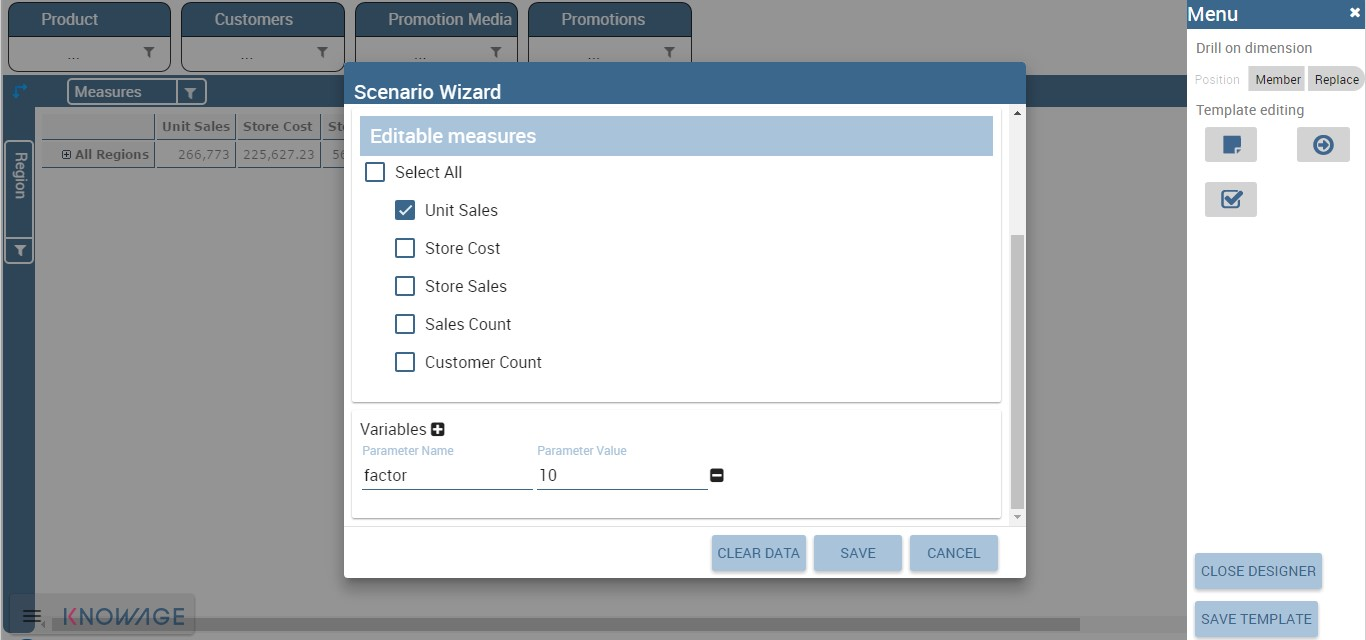 Product
Customers
Promotion Media
Promotions
...
...
...
...
Measures
Unit Sales
Store Cost
All Regions
266,773
225,627.23
Region
Scenario Wizard
Editable measures
Select All
Unit Sales
Store Cost
Store Sales
Sales Count
Customer Count
Variables
Parameter Name
Parameter Value
factor
10
CLEAR DATA
SAVE
CANCEL
Menu
Drill on dimension
Position
Member
Replace
Template editing
CLOSE DESIGNER
SAVE TEMPLATE
KNOWAGE